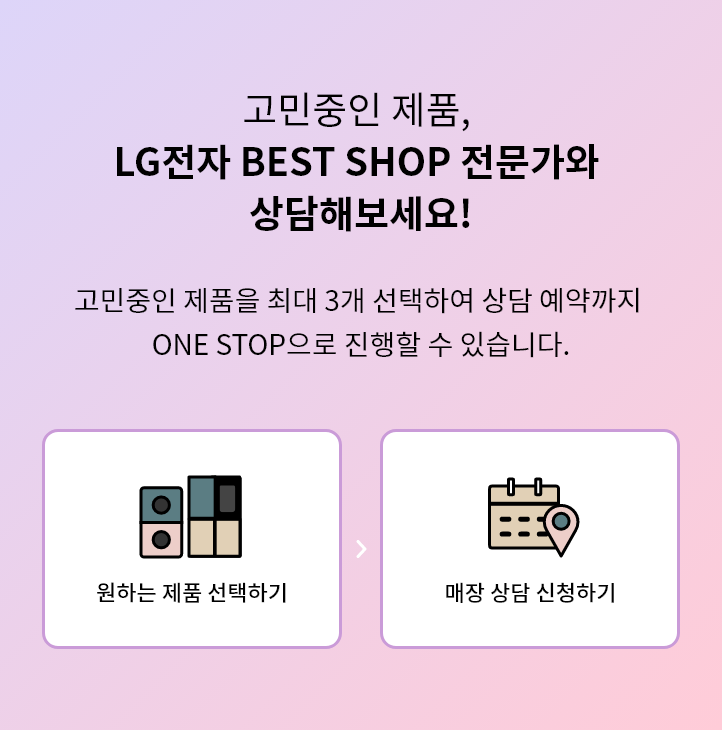 고민중인 제품,
LG전자 BEST SHOP 전문가와
상담해보세요!
고민중인 제품을 최대 3개 선택하여 상담 예약까지
ONE STOP으로 진행할 수 있습니다.
원하는 제품 선택하기
매장 상담 신청하기